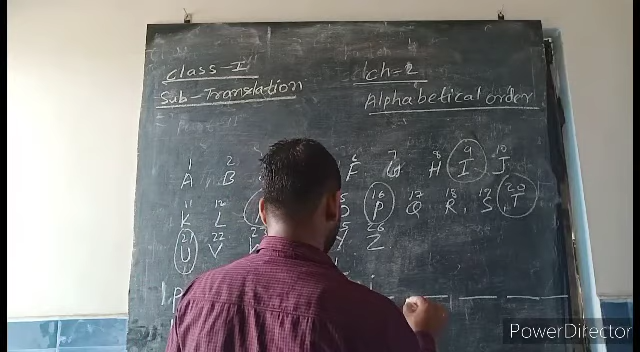 Class-I
Ch=2
Sub-Translation
Alphabetical order
1 2 6 7 8 9 10
A B F G H I J
11 12 16 17 18 19 20
K L P Q R S T
21 22 26
U V Y Z
1.
PowerDirector